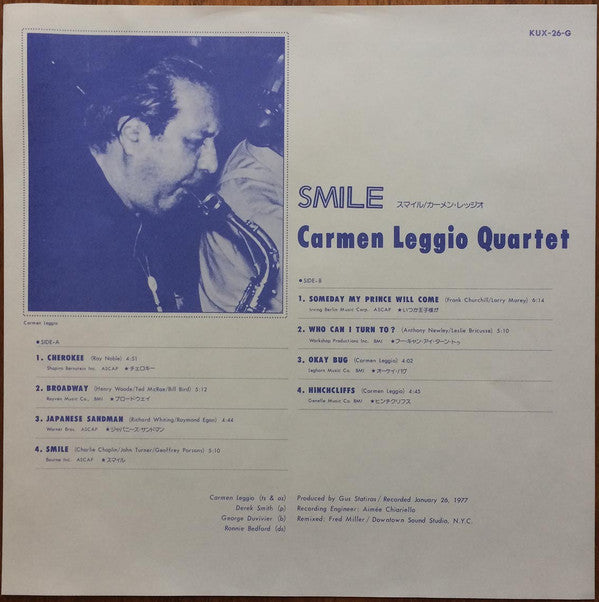 KUX-26-G
SMILE スマイル/カーメン・レッジオ
Carmen Leggio Quartet
Carmen Leggio
●SIDE-A
1. CHEROKEE (Ray Noble) 4:51
Shapiro Bernstein Inc. ASCAP ★チェロキー
2. BROADWAY (Henry Woode/Ted McRae/Bill Bird) 5:12
Rayven Music Co., BMI ★ブロードウェイ
3. JAPANESE SANDMAN (Richard Whiting/Raymond Egan) 4:44
Warner Bros. ASCAP ★ジャパニーズ・サンドマン
4. SMILE (Charlie Chaplin/John Turner/Geoffrey Parsons) 5:10
Bourne Inc. ASCAP ★スマイル
●SIDE-B
1. SOMEDAY MY PRINCE WILL COME (Frank Churchill/Larry Morey) 6:14
Irving Berlin Music Corp. ASCAP ★いつか王子様が
2. WHO CAN I TURN TO? (Anthony Newley/Leslie Bricusse) 5:10
Workshop Productions Inc. BMI ★フー・キャン・アイ・ターン・トゥ
3. OKAY BUG (Carmen Leggio) 4:02
Leghorn Music Co. BMI ★オーケイ・バグ
4. HINCHCLIFFS (Carmen Leggio) 4:45
Danelle Music Co. BMI ★ヒンチクリフス
Carmen Leggio (ts & as)
Derek Smith (p)
George Duvivier (b)
Ronnie Bedford (ds)
Produced by Gus Statiras/Recorded January 26, 1977
Recording Engineer: Aimée Chiariello
Remixed: Fred Miller/Downtown Sound Studio, N.Y.C.